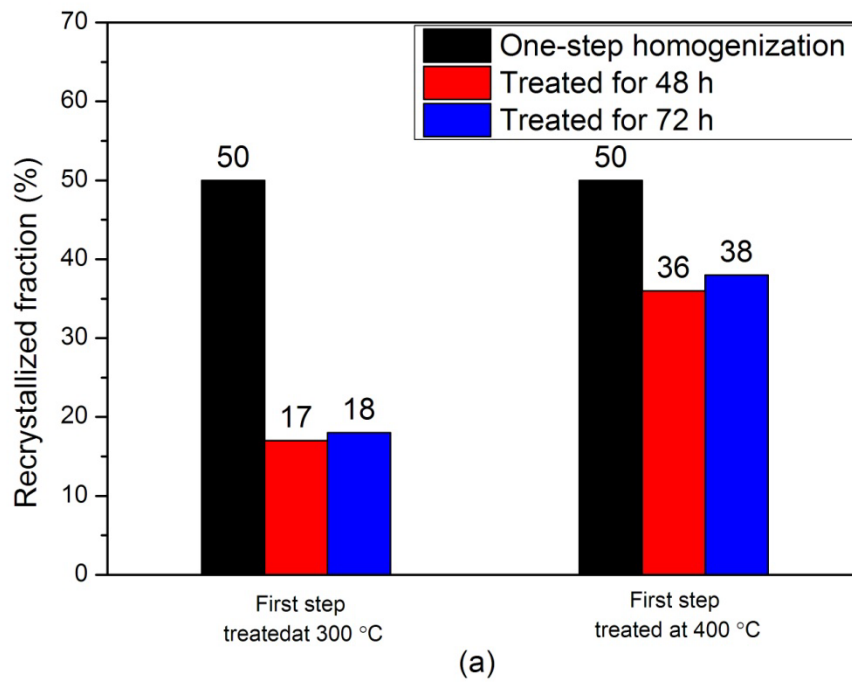 70
60
50
40
30
20
10
0
Recrystallized fraction (%)
One-step homogenization
Treated for 48 h
Treated for 72 h
50
17
18
50
36
38
First step
treatedat 300 °C
First step
treated at 400 °C
(a)